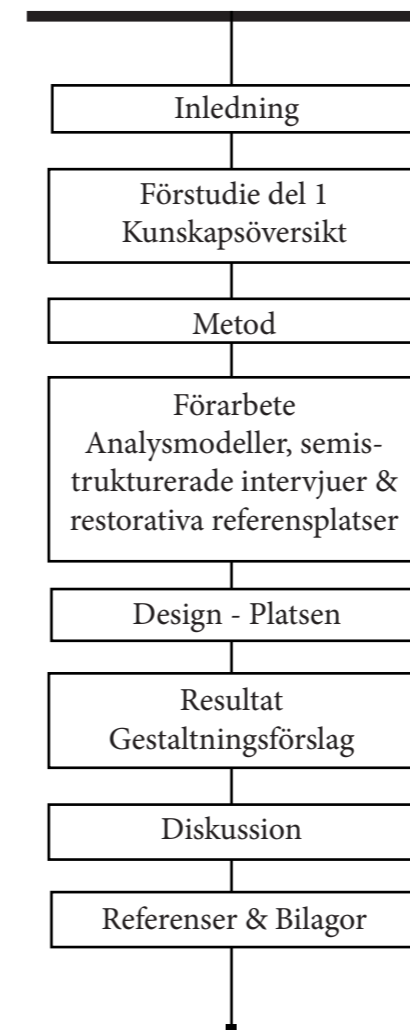 Inledning
Förstudie del 1
Kunskapsöversikt
Metod
Förarbete
Analysmodeller, semis-
trukturerade intervjuer &
restorativa referensplatser
Design - Platsen
Resultat
Gestaltningsförslag
Diskussion
Referenser & Bilagor